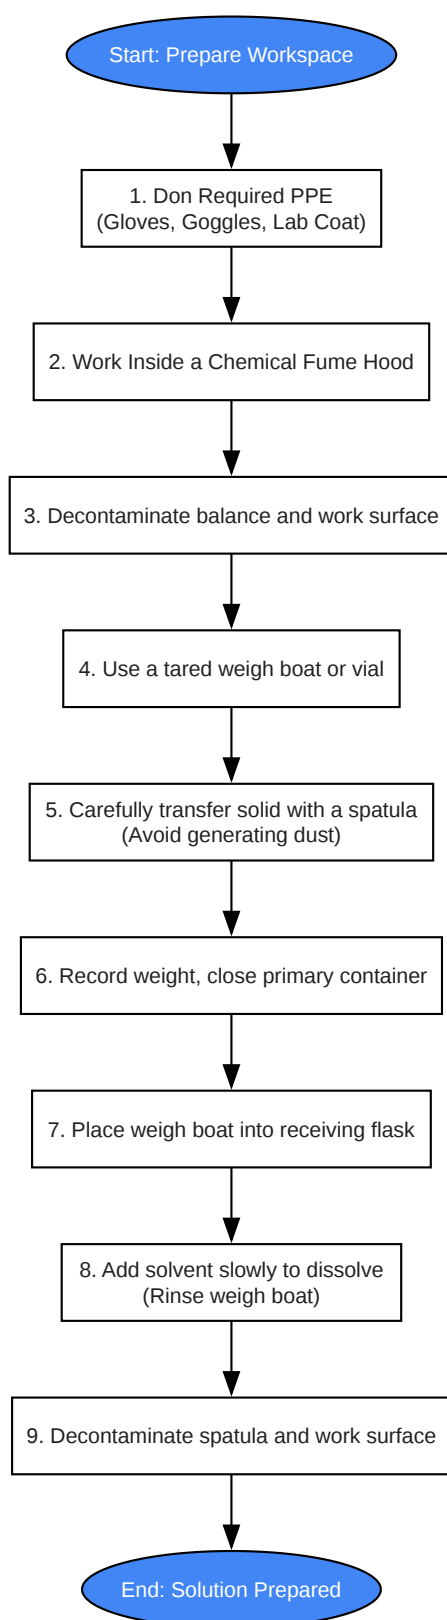 Start: Prepare Workspace
1. Don Required PPE
(Gloves, Goggles, Lab Coat)
2. Work Inside a Chemical Fume Hood
3. Decontaminate balance and work surface
4. Use a tared weigh boat or vial
5. Carefully transfer solid with a spatula
(Avoid generating dust)
6. Record weight, close primary container
7. Place weigh boat into receiving flask
8. Add solvent slowly to dissolve
(Rinse weigh boat)
9. Decontaminate spatula and work surface
End: Solution Prepared